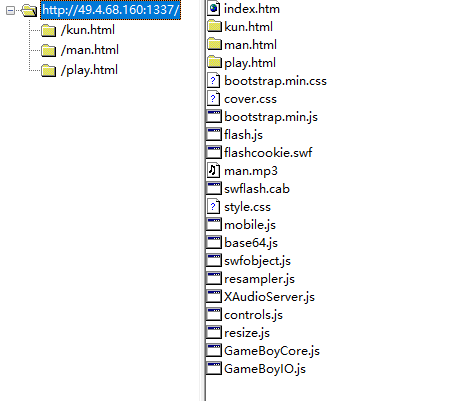 http://49.4.68.160:1337/
/kun.html
/man.html
/play.html
index.htm
kun.html
man.html
play.html
bootstrap.min.css
cover.css
bootstrap.min.js
flash.js
flashcookie.swf
man.mp3
swflash.cab
style.css
mobile.js
base64.js
swfobject.js
resampler.js
XAudioServer.js
controls.js
resize.js
GameBoyCore.js
GameBoyIO.js